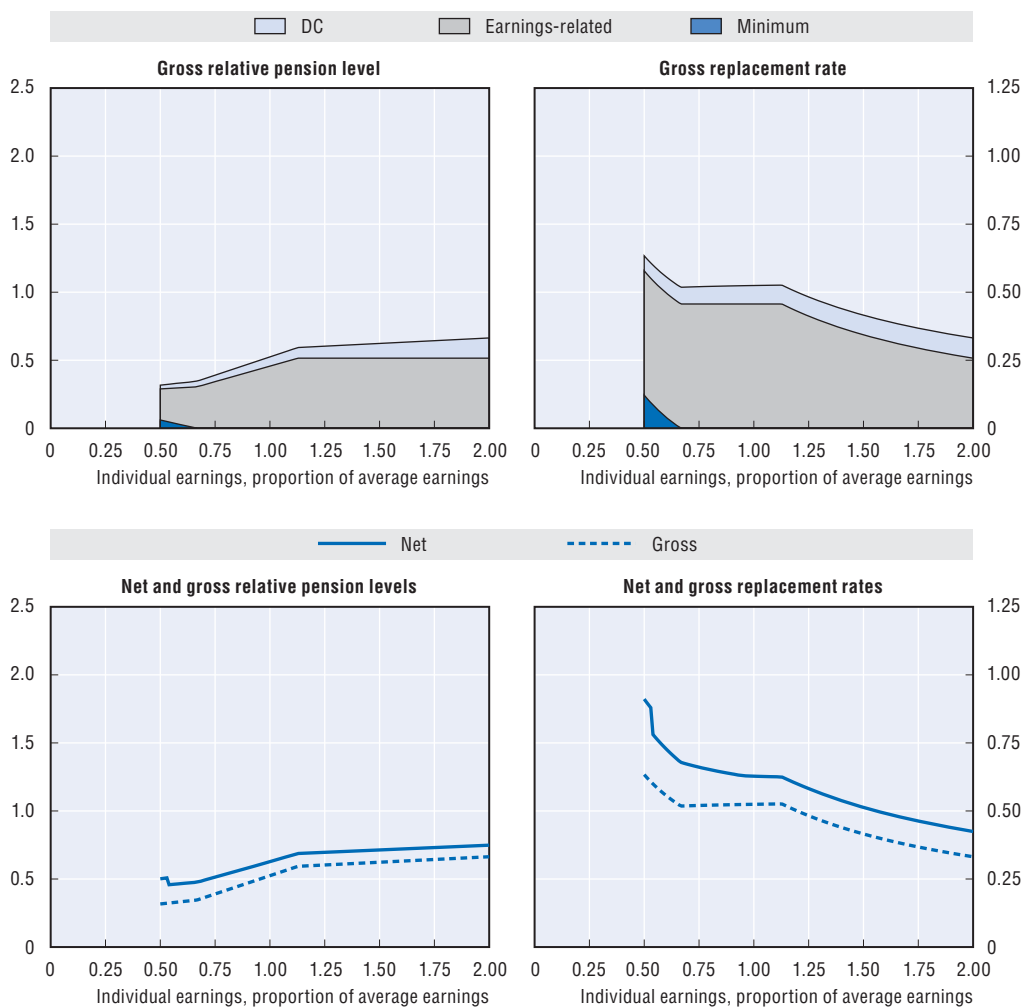 DC Earnings-related Minimum
Gross relative pension level
2.5
2.0
1.5
1.0
0.5
0
0 0.25 0.50 0.75 1.00 1.25 1.50 1.75 2.00
Individual earnings, proportion of average earnings
Gross replacement rate
1.25
1.00
0.75
0.50
0.25
0
0 0.25 0.50 0.75 1.00 1.25 1.50 1.75 2.00
Individual earnings, proportion of average earnings
Net Gross
Net and gross relative pension levels
2.5
2.0
1.5
1.0
0.5
0
0 0.25 0.50 0.75 1.00 1.25 1.50 1.75 2.00
Individual earnings, proportion of average earnings
Net and gross replacement rates
1.25
1.00
0.75
0.50
0.25
0
0 0.25 0.50 0.75 1.00 1.25 1.50 1.75 2.00
Individual earnings, proportion of average earnings